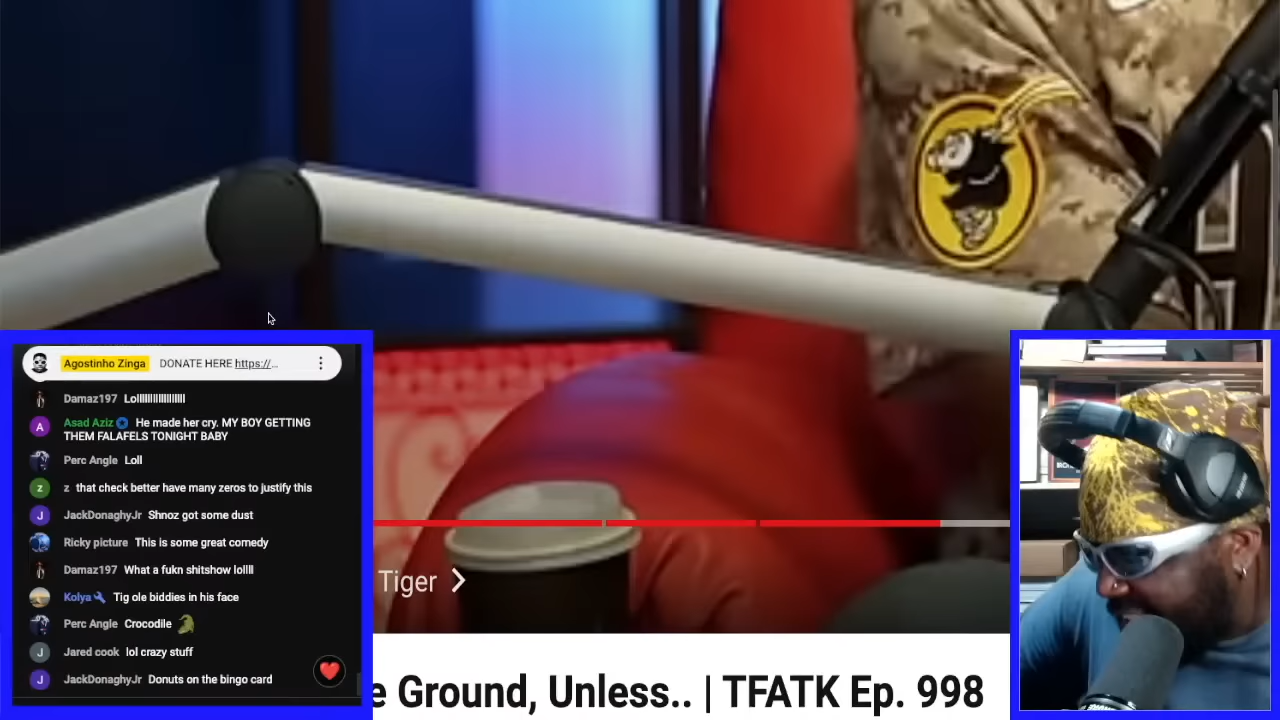 Agostinho Zinga DONATE HERE https://...
Damaz197 Lolllllllllllllllllll
A
Asad Aziz He made her cry. MY BOY GETTING
THEM FALAFELS TONIGHT BABY
Perc Angle Loll
z z that check better have many zeros to justify this
J JackDonaghyJr Shnoz got some dust
Ricky picture This is some great comedy
Damaz197 What a fukn shitshow lollll
Kolya Tig ole biddies in his face
Perc Angle Crocodile 🐊
J Jared cook lol crazy stuff
J JackDonaghyJr Donuts on the bingo card
Tiger >
e Ground, Unless.. | TFATK Ep. 998